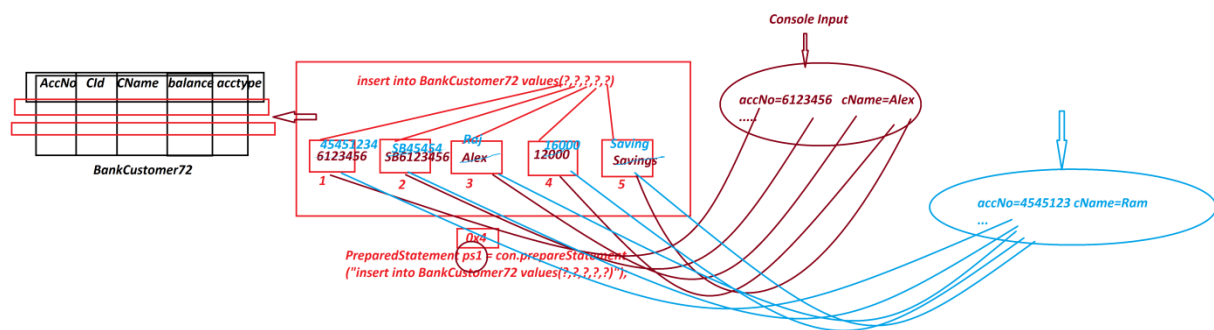 Console Input
AccNo CId CName balance acctype
BankCustomer72
insert into BankCustomer72 values(?,?,?,?,?)
45451234 SB45454 Raj 16000 Saving
6123456 SB6123456 Alex 12000 Savings
1 2 3 4 5
0x4
PreparedStatement ps1 = con.prepareStatement
("insert into BankCustomer72 values(?,?,?,?,?)"),
accNo=6123456 cName=Alex
.....
accNo=4545123 cName=Ram
...